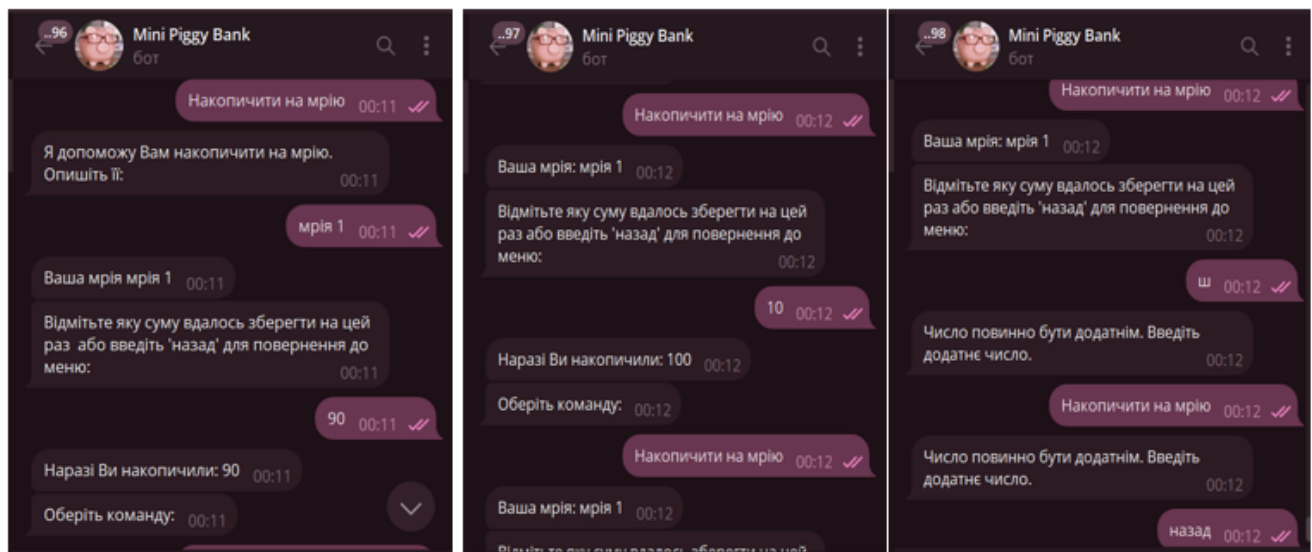 ..96
Mini Piggy Bank
бот
Накопичити на мрію 00:11
Я допоможу Вам накопичити на мрію.
Опишіть її:
00:11
мрія 1 00:11
Ваша мрія мрія 1 00:11
Відмітьте яку суму вдалось зберегти на цей
раз або введіть 'назад' для повернення до
меню:
00:11
90 00:11
Наразі Ви накопичили: 90 00:11
Оберіть команду: 00:11
..97
Mini Piggy Bank
бот
Накопичити на мрію 00:12
Ваша мрія: мрія 1 00:12
Відмітьте яку суму вдалось зберегти на цей
раз або введіть 'назад' для повернення до
меню:
00:12
10 00:12
Наразі Ви накопичили: 100 00:12
Оберіть команду: 00:12
Накопичити на мрію 00:12
Ваша мрія: мрія 1 00:12
Відмітьте яку суму вдалось зберегти на цей
..98
Mini Piggy Bank
бот
Накопичити на мрію 00:12
Ваша мрія: мрія 1 00:12
Відмітьте яку суму вдалось зберегти на цей
раз або введіть 'назад' для повернення до
меню:
00:12
ш 00:12
Число повинно бути додатнім. Введіть
додатнє число.
00:12
Накопичити на мрію 00:12
Число повинно бути додатнім. Введіть
додатнє число.
00:12
назад 00:12